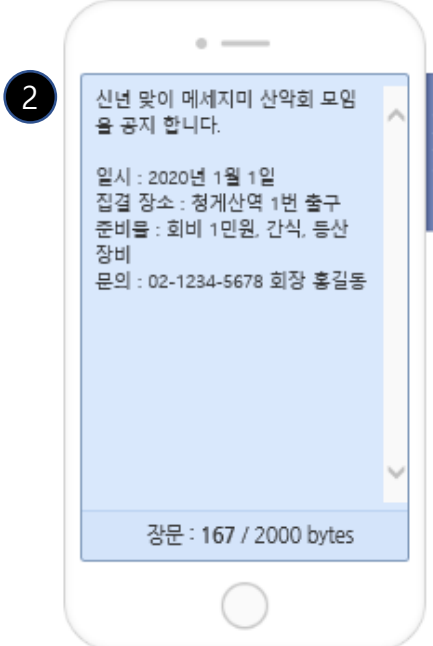 2
신년 맞이 메세지미 산악회 모임
을 공지 합니다.
일시 : 2020년 1월 1일
집결 장소 : 청게산역 1번 출구
준비물 : 회비 1민원, 간식, 등산
장비
문의 : 02-1234-5678 회장 홍길동
장문 : 167 / 2000 bytes